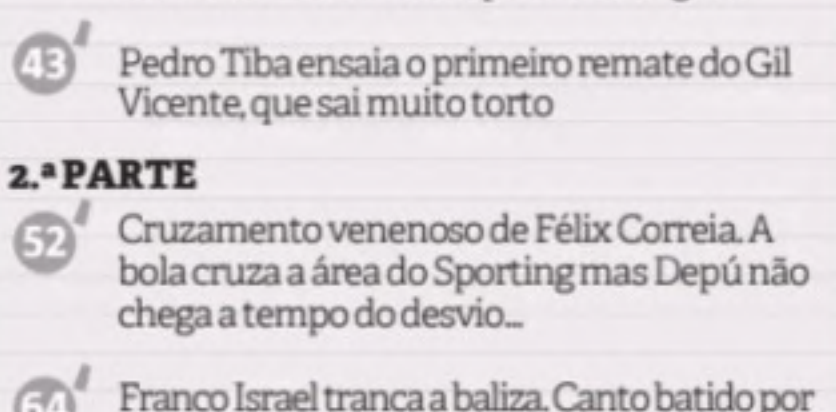 43 Pedro Tiba ensaia o primeiro remate do Gil
Vicente, que sai muito torto
2.ª PARTE
52 Cruzamento venenoso de Félix Correia. A
bola cruza a área do Sporting mas Depú não
chega a tempo do desvio...
64 Franco Israel tranca a baliza. Canto batido por